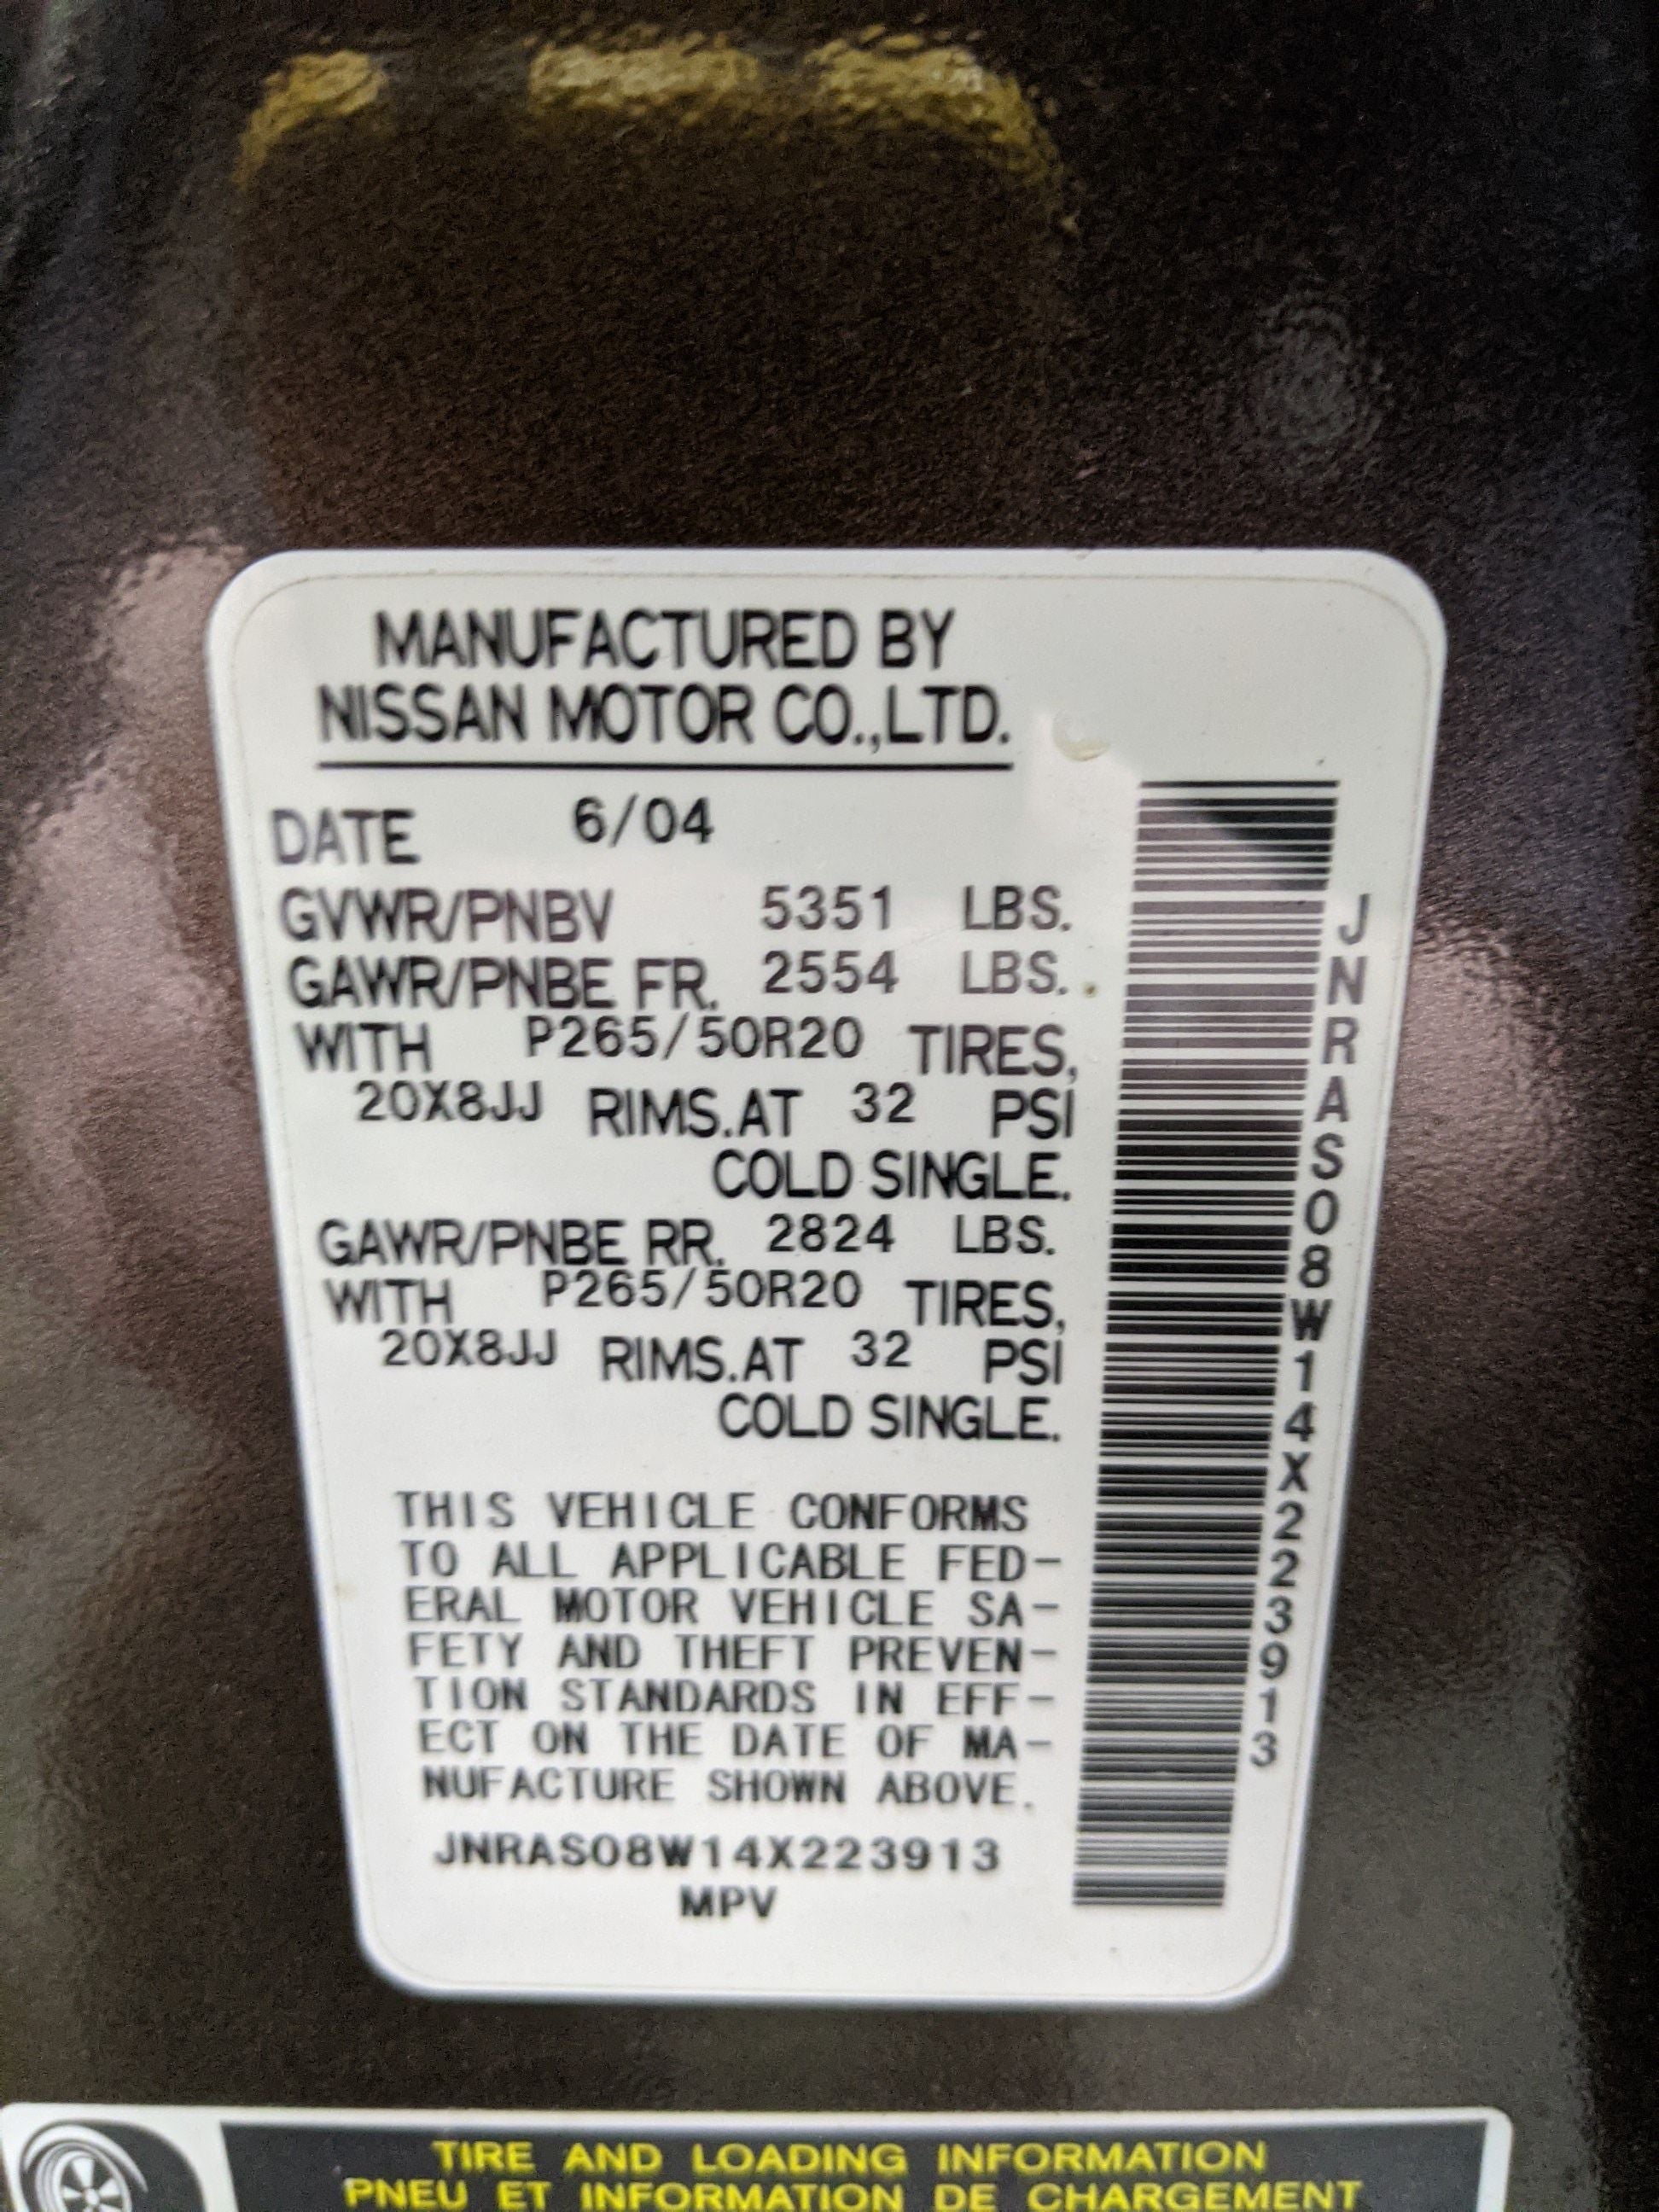 MANUFACTURED BY
NISSAN MOTOR CO.,LTD.
DATE 6/04
GVWR/PNBV 5351 LBS.
GAWR/PNBE FR. 2554 LBS.
WITH P265/50R20 TIRES,
20X8JJ RIMS.AT 32 PSI
COLD SINGLE.
GAWR/PNBE RR. 2824 LBS.
WITH P265/50R20 TIRES,
20X8JJ RIMS.AT 32 PSI
COLD SINGLE.
THIS VEHICLE CONFORMS
TO ALL APPLICABLE FED-
ERAL MOTOR VEHICLE SA-
FETY AND THEFT PREVEN-
TION STANDARDS IN EFF-
ECT ON THE DATE OF MA-
NUFACTURE SHOWN ABOVE.
JNRAS08W14X223913
MPV
JNRAS08W14X223913
TIRE AND LOADING INFORMATION
PNEU ET INFORMATION DE CHARGEMENT